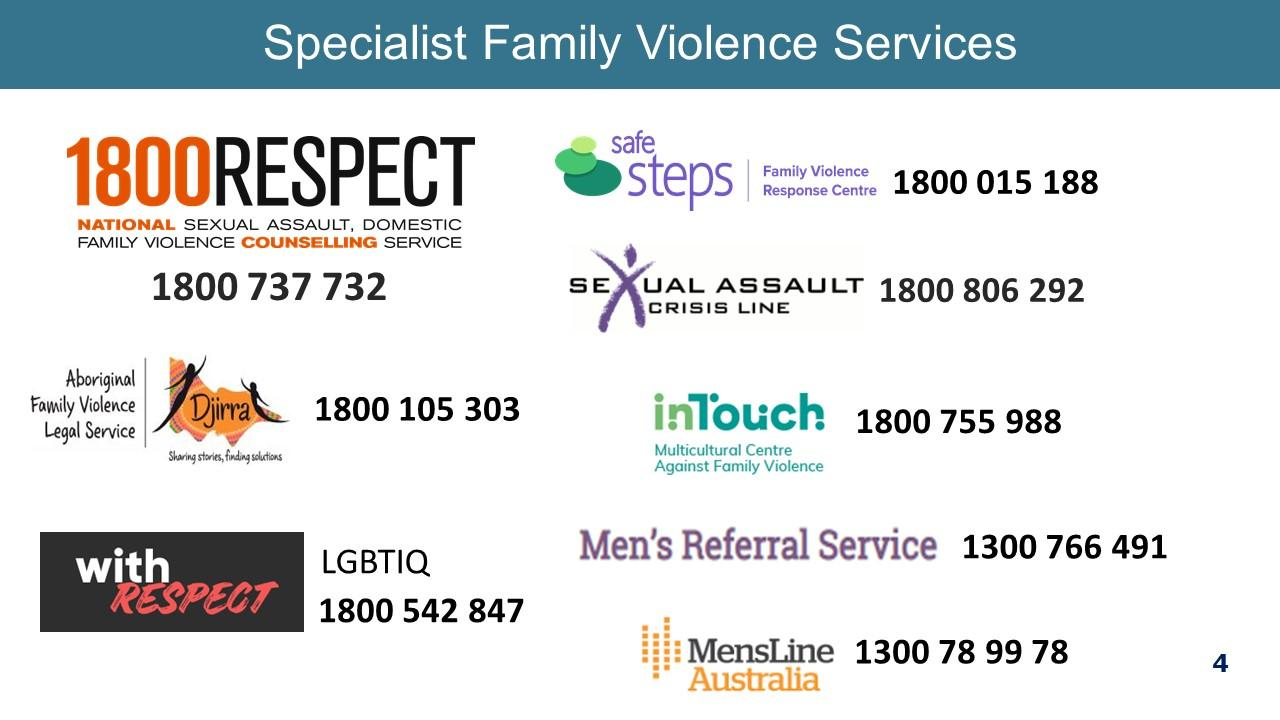 Specialist Family Violence Services
1800RESPECT
NATIONAL SEXUAL ASSAULT, DOMESTIC
FAMILY VIOLENCE COUNSELLING SERVICE
1800 737 732
safe
steps
Family Violence
Response Centre
1800 015 188
SEXUAL ASSAULT
CRISIS LINE
1800 806 292
Aboriginal
Family Violence
Legal Service
Djirra
Sharing stories, finding solutions
1800 105 303
inTouch
Multicultural Centre
Against Family Violence
1800 755 988
with
RESPECT
LGBTIQ
1800 542 847
Men's Referral Service
1300 766 491
MensLine
Australia
1300 78 99 78
4